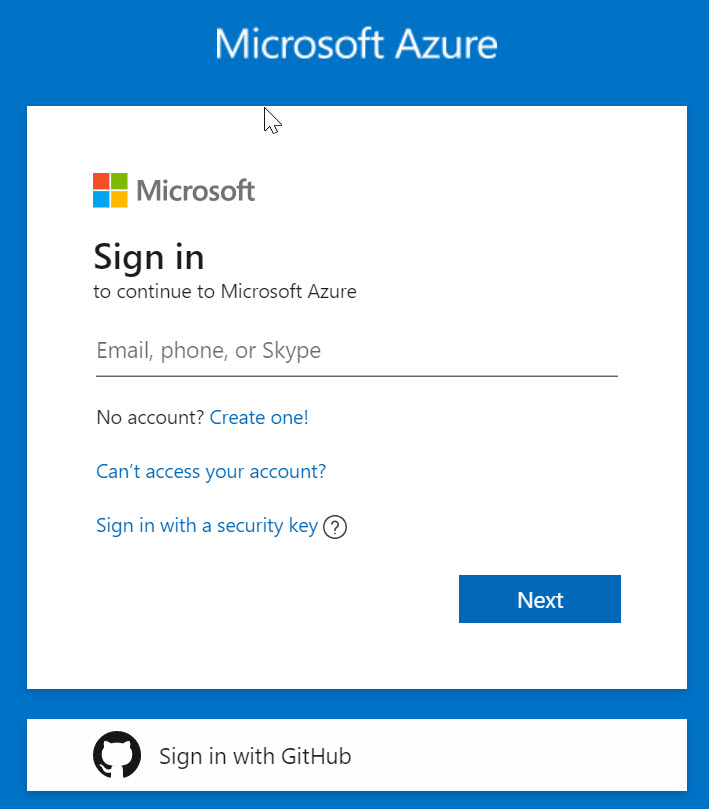 Microsoft Azure
Microsoft
Sign in
to continue to Microsoft Azure
Email, phone, or Skype
No account? Create one!
Can’t access your account?
Sign in with a security key ?
Next
Sign in with GitHub